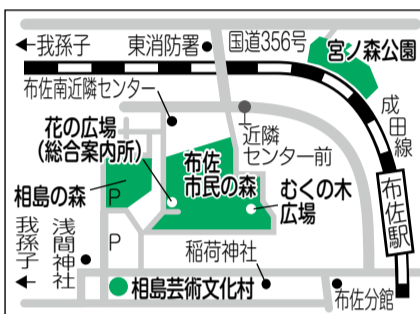 ←我孫子
東消防署
国道356号
宮ノ森公園
布佐南近隣センター
成田線
花の広場
(総合案内所)
布佐
市民の森
近隣
センター前
相島の森
P
むくの木
広場
布佐駅
我孫子
←
浅間神社
P
稲荷神社
相島芸術文化村
布佐分館